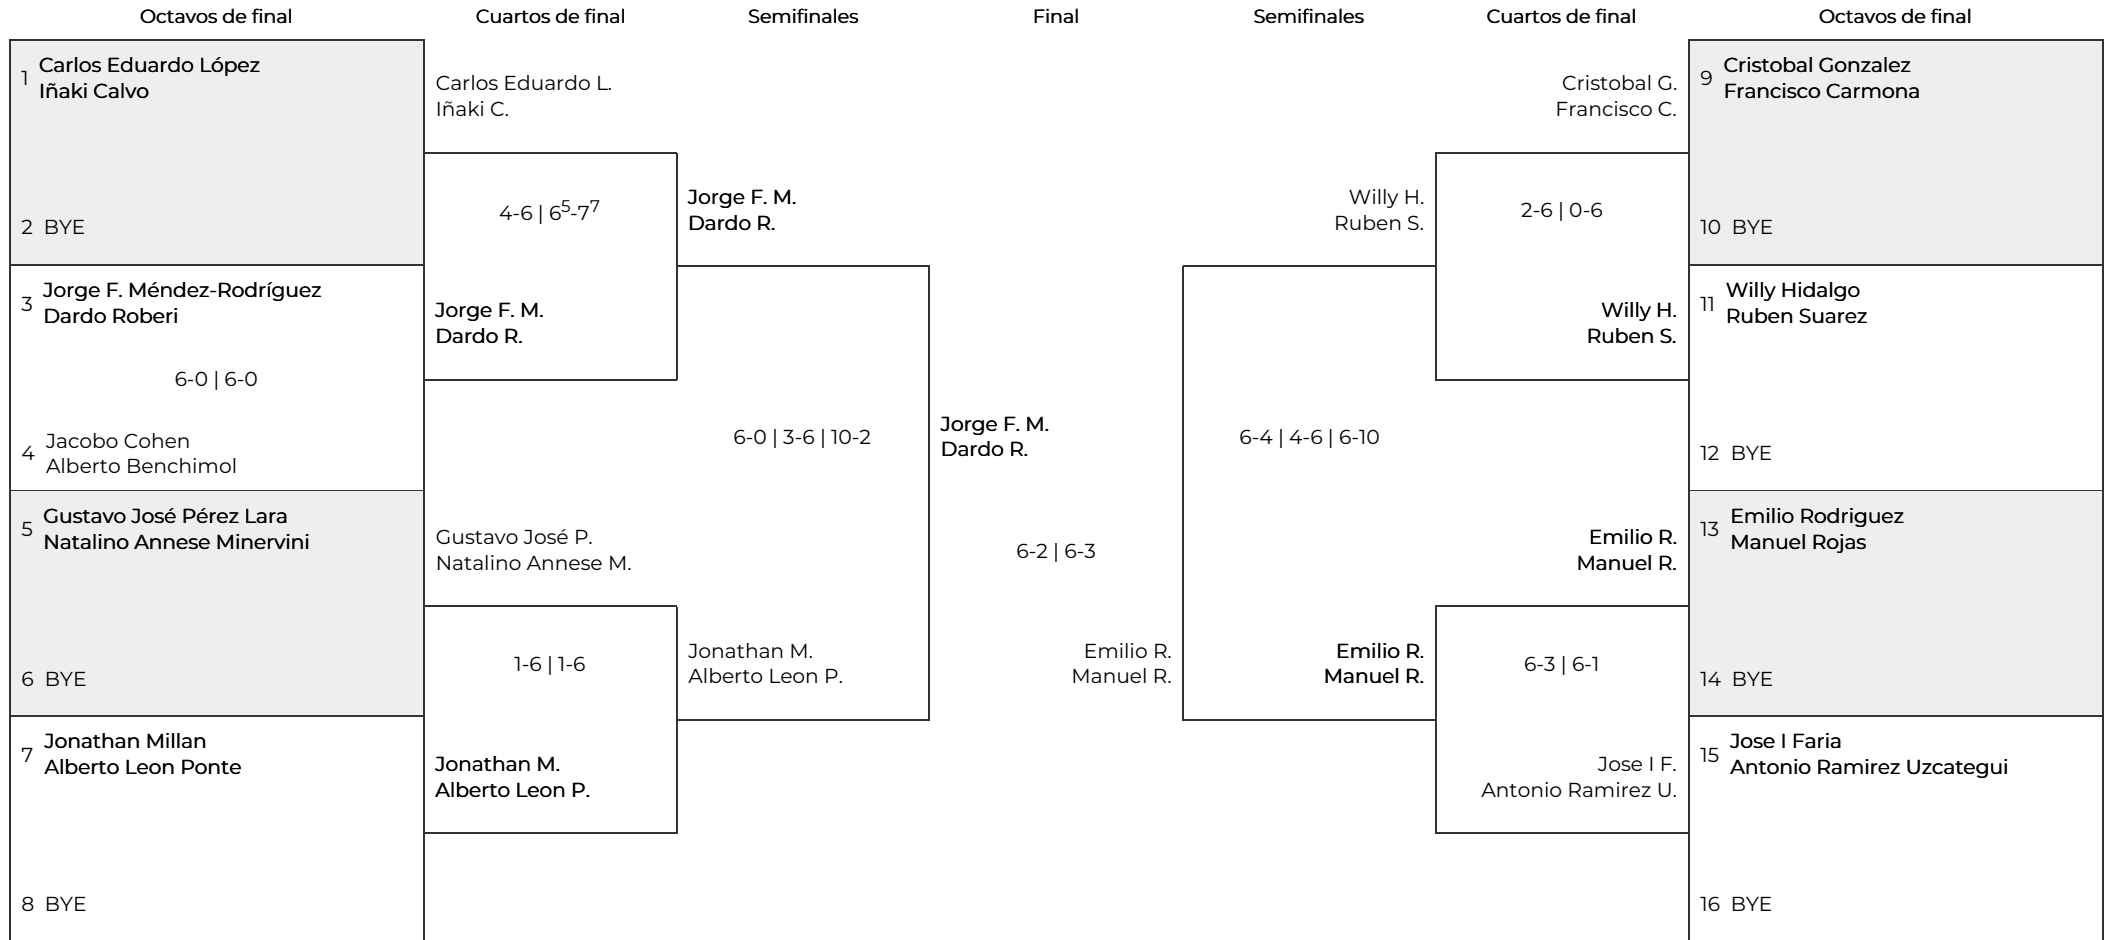 Octavos de final
Cuartos de final
Semifinales
Final
Semifinales
Cuartos de final
Octavos de final
1
Carlos Eduardo López
Iñaki Calvo
2 BYE
3
Jorge F. Méndez-Rodríguez
Dardo Roberi
6-0 | 6-0
4
Jacobo Cohen
Alberto Benchimol
5
Gustavo José Pérez Lara
Natalino Annese Minervini
6 BYE
7
Jonathan Millan
Alberto Leon Ponte
8 BYE
Carlos Eduardo L.
Iñaki C.
4-6 | 6⁵-7⁷
Jorge F. M.
Dardo R.
Gustavo José P.
Natalino Annese M.
1-6 | 1-6
Jonathan M.
Alberto Leon P.
Jorge F. M.
Dardo R.
6-0 | 3-6 | 10-2
Jonathan M.
Alberto Leon P.
Jorge F. M.
Dardo R.
6-2 | 6-3
Emilio R.
Manuel R.
Willy H.
Ruben S.
6-4 | 4-6 | 6-10
Emilio R.
Manuel R.
Cristobal G.
Francisco C.
2-6 | 0-6
Willy H.
Ruben S.
Emilio R.
Manuel R.
6-3 | 6-1
Jose I F.
Antonio Ramirez U.
9
Cristobal Gonzalez
Francisco Carmona
10 BYE
11
Willy Hidalgo
Ruben Suarez
12 BYE
13
Emilio Rodriguez
Manuel Rojas
14 BYE
15
Jose I Faria
Antonio Ramirez Uzcategui
16 BYE